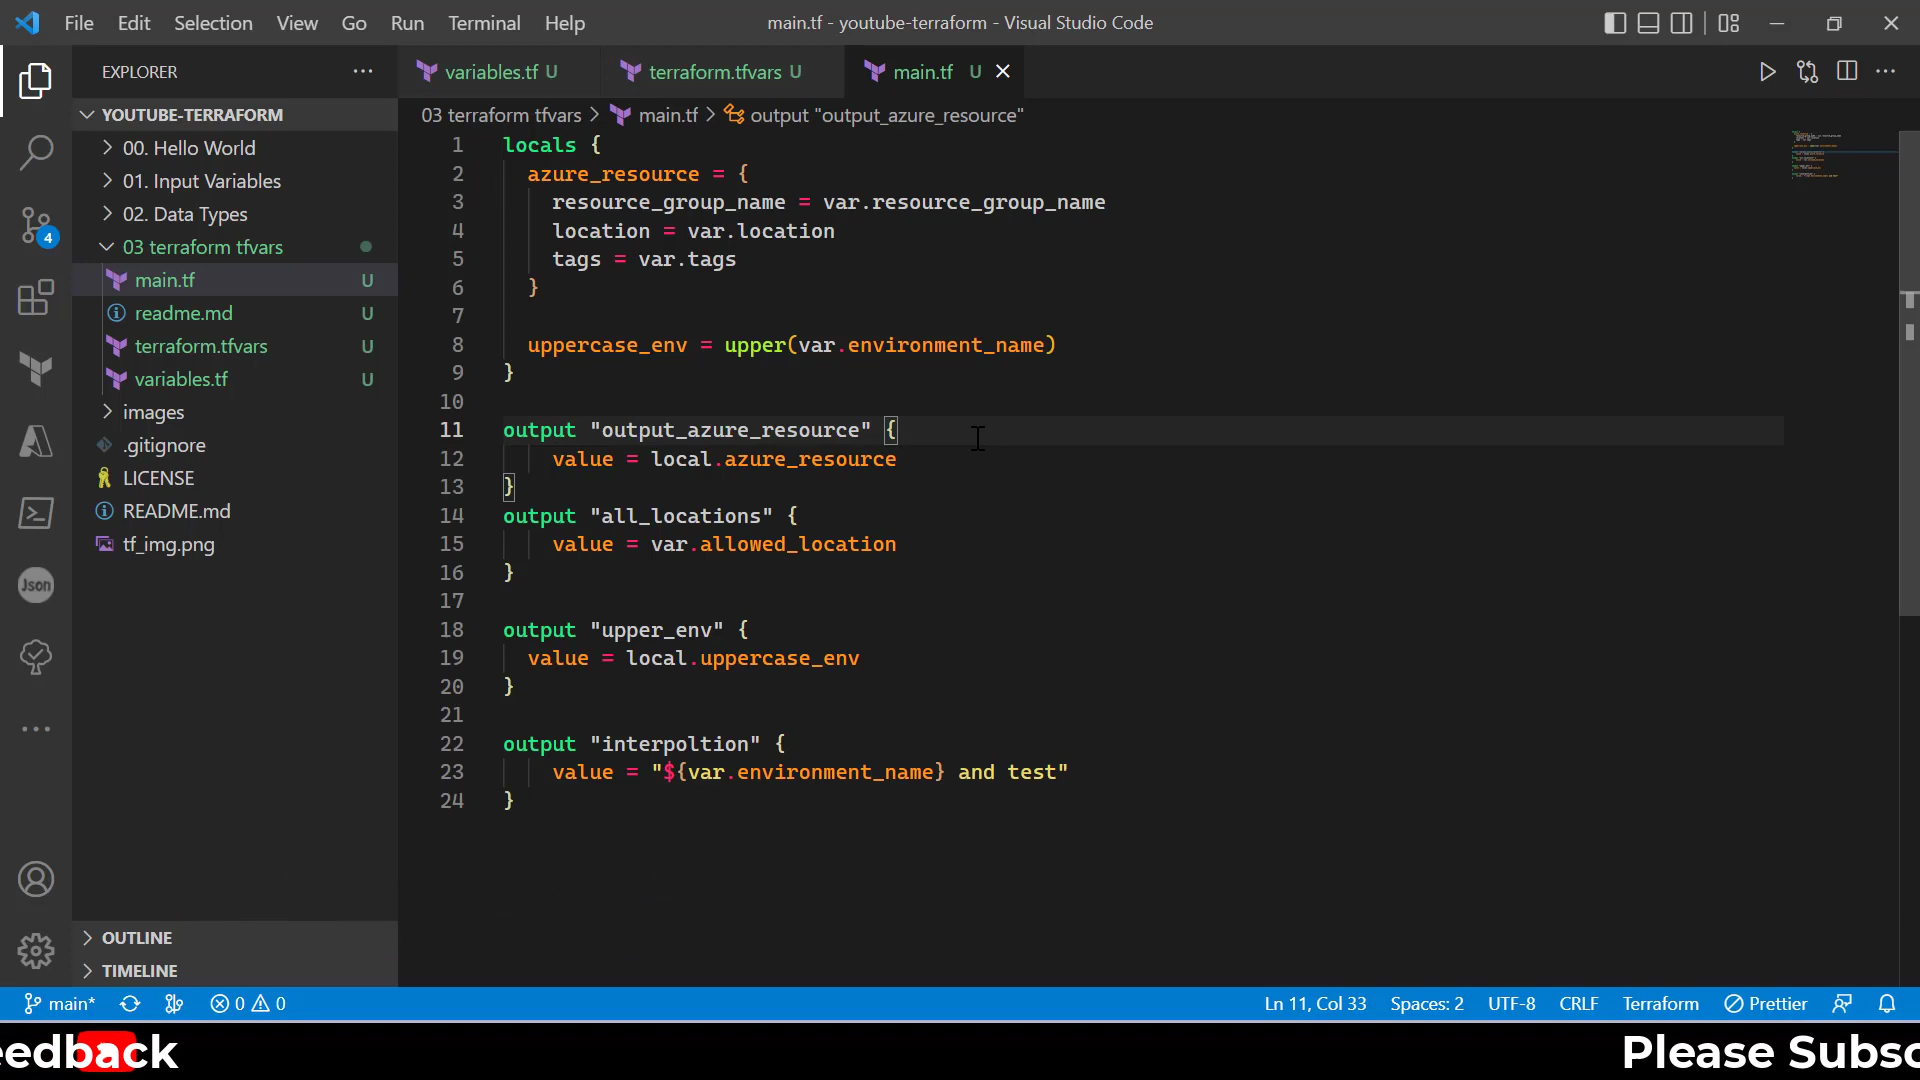 File Edit Selection View Go Run Terminal Help
main.tf - youtube-terraform - Visual Studio Code
EXPLORER
variables.tf U
terraform.tfvars U
main.tf U
YOUTUBE-TERRAFORM
00. Hello World
01. Input Variables
02. Data Types
03 terraform tfvars
main.tf U
readme.md U
terraform.tfvars U
variables.tf U
images
.gitignore
LICENSE
README.md
tf_img.png
OUTLINE
TIMELINE
4
Json
03 terraform tfvars > main.tf > output "output_azure_resource"
1 locals {
2 azure_resource = {
3 resource_group_name = var.resource_group_name
4 location = var.location
5 tags = var.tags
6 }
7
8 uppercase_env = upper(var.environment_name)
9 }
10
11 output "output_azure_resource" {
12 value = local.azure_resource
13 }
14 output "all_locations" {
15 value = var.allowed_location
16 }
17
18 output "upper_env" {
19 value = local.uppercase_env
20 }
21
22 output "interpoltion" {
23 value = "${var.environment_name} and test"
24 }
main* 0 0
Ln 11, Col 33 Spaces: 2 UTF-8 CRLF Terraform Prettier
eedback
Please Subsc